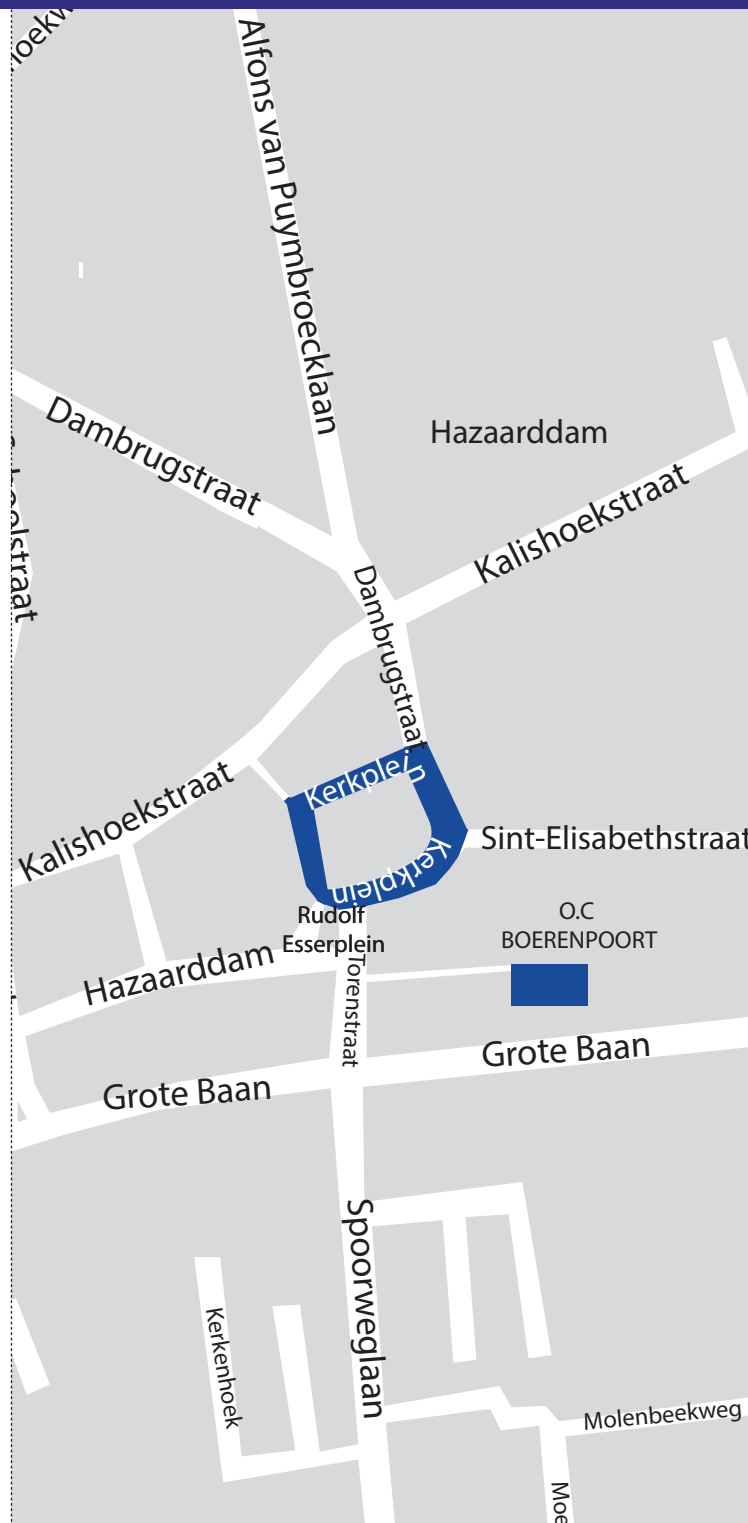 Alfons van Puymbroecklaan
Dambrugstraat
Hazaarddam
Kalishoekstraat
Dambrugstraat
Kerkplein
Kalishoekstraat
Sint-Elisabethstraat
Kerkplein
O.C
BOERENPOORT
Rudolf
Esserplein
Hazaarddam
Torenstraat
Grote Baan
Grote Baan
Spoorweglaan
Kerkenhoek
Molenbeekweg